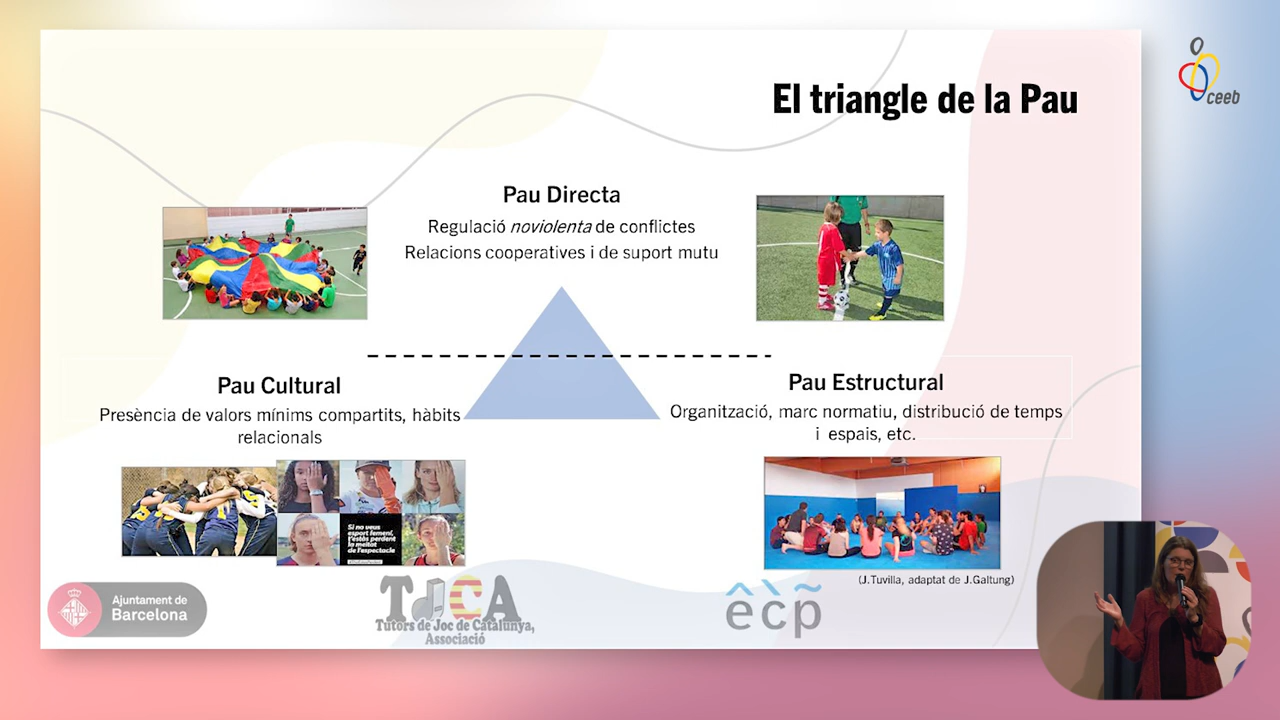 El triangle de la Pau
ceeb
Pau Directa
Regulació noviolenta de conflictes
Relacions cooperatives i de suport mutu
Pau Cultural
Presència de valors mínims compartits, hàbits
relacionals
Pau Estructural
Organització, marc normatiu, distribució de temps
i espais, etc.
Si no veus
esport femení,
t'estàs perdent
la meitat
de l'espectacle
(J.Tuvilla, adaptat de J.Galtung)
Ajuntament de
Barcelona
TJCA
Tutors de Joc de Catalunya,
Associació
ecp